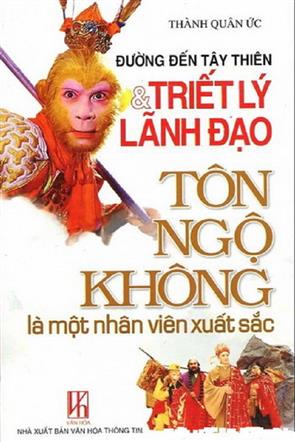 THÀNH QUÂN ỨC
ĐƯỜNG ĐẾN TÂY THIÊN
&TRIẾT LÝ
LÃNH ĐẠO
TÔN
NGỘ
KHÔNG
là một nhân viên xuất sắc
VĂN HÓA
NHÀ XUẤT BẢN VĂN HÓA THÔNG TIN